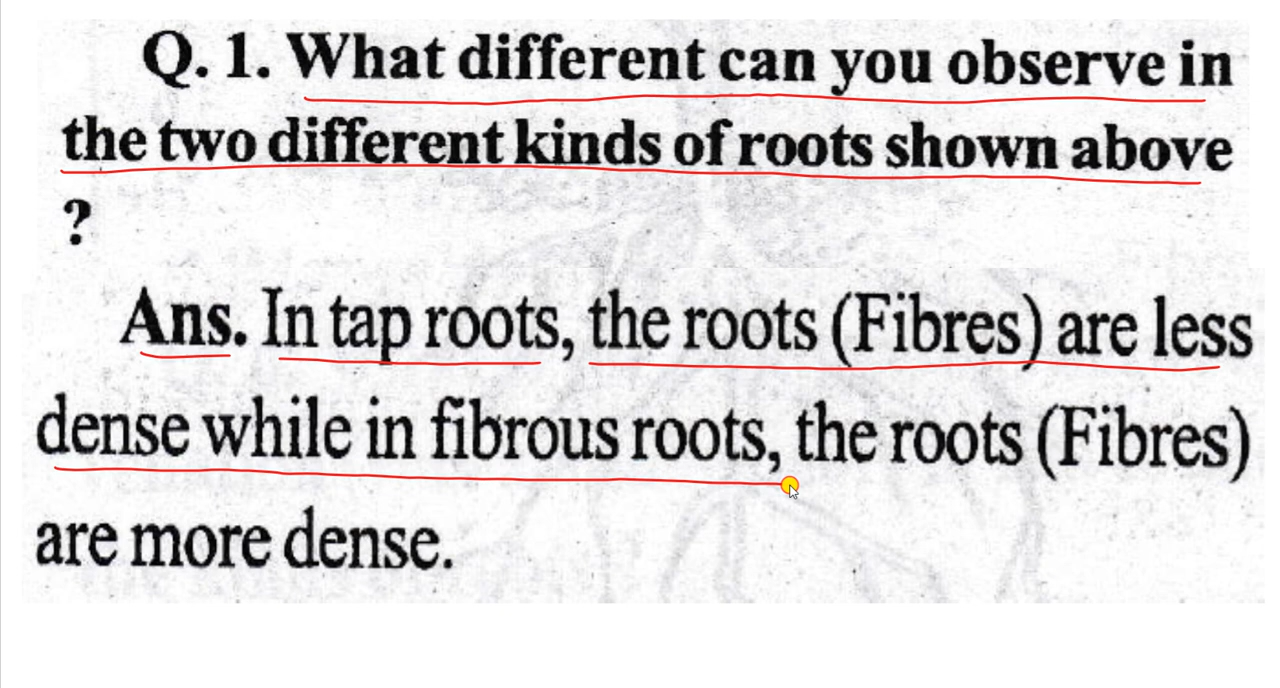 Q. 1. What different can you observe in
the two different kinds of roots shown above
?
Ans. In tap roots, the roots (Fibres) are less
dense while in fibrous roots, the roots (Fibres)
are more dense.